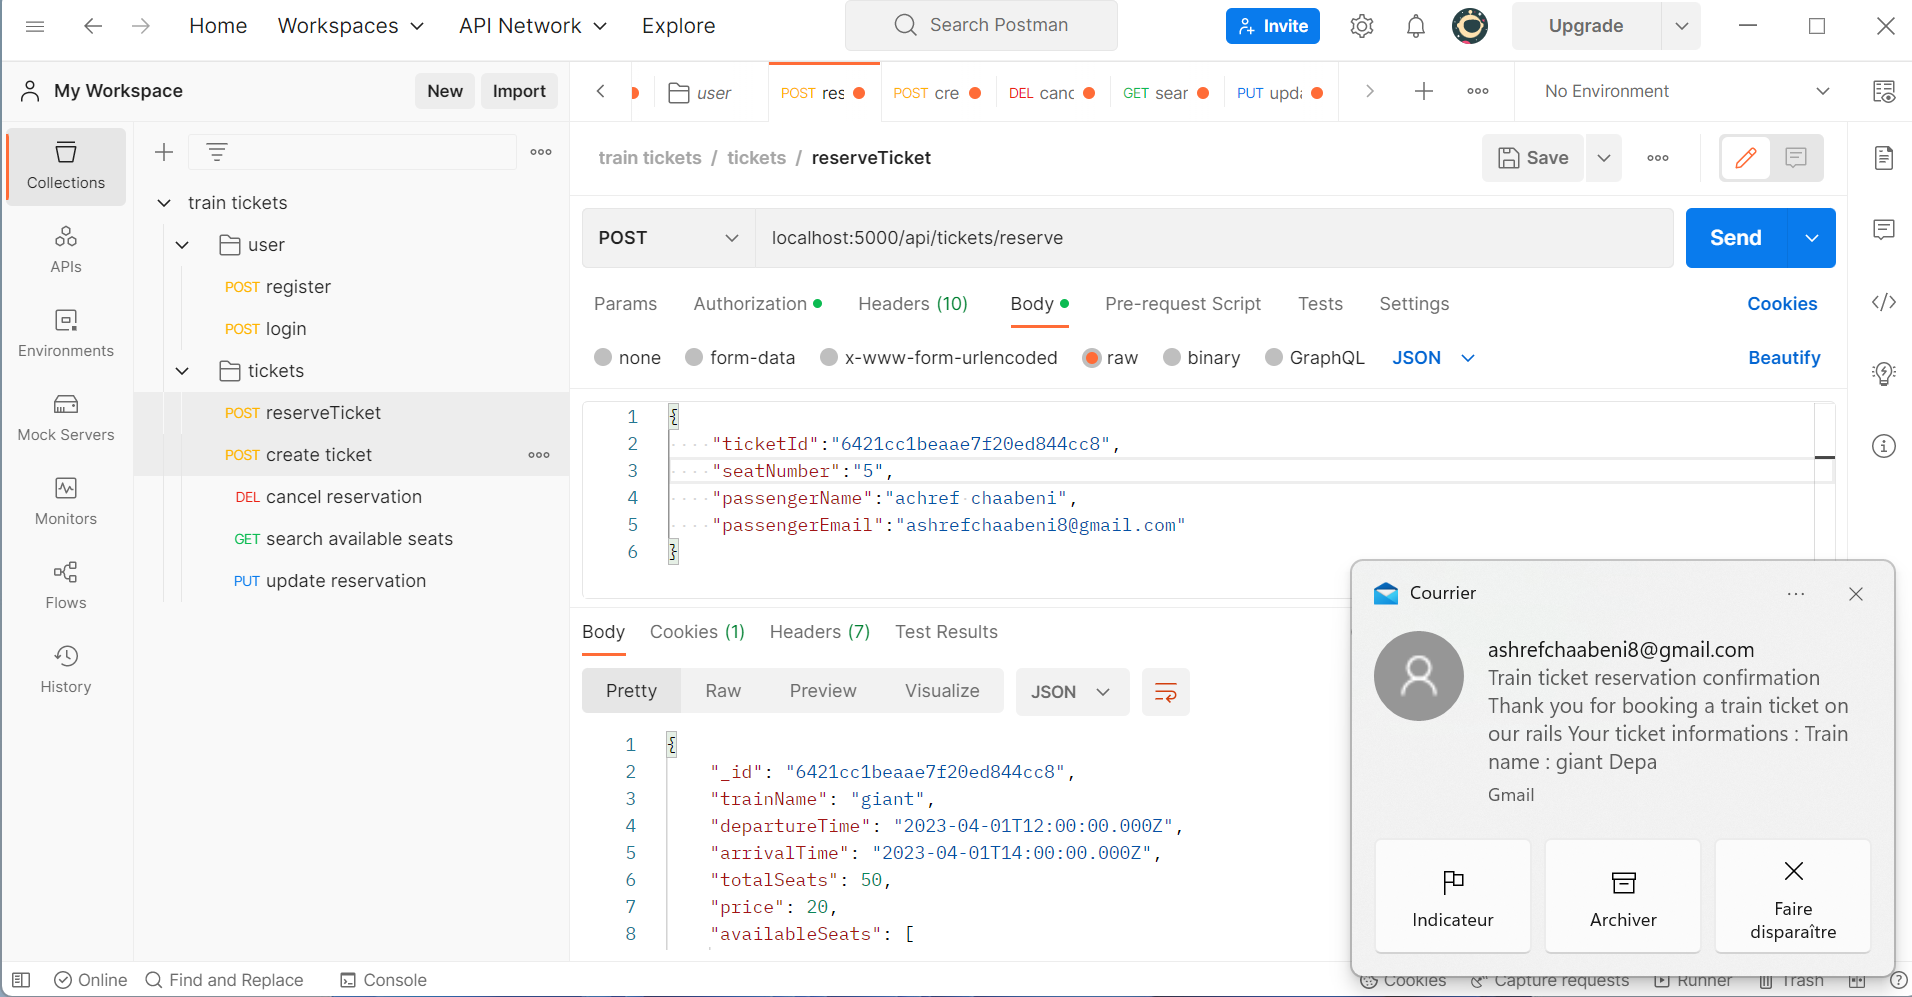 Home Workspaces API Network Explore Search Postman Invite Upgrade
My Workspace New Import
user POST res POST cre DEL canc GET sear PUT upd No Environment
Collections
APIs
Environments
Mock Servers
Monitors
Flows
History
train tickets
user
POST register
POST login
tickets
POST reserveTicket
POST create ticket
DEL cancel reservation
GET search available seats
PUT update reservation
train tickets / tickets / reserveTicket Save
POST localhost:5000/api/tickets/reserve Send
Params Authorization Headers (10) Body Pre-request Script Tests Settings Cookies
none form-data x-www-form-urlencoded raw binary GraphQL JSON Beautify
1 {
2 "ticketId":"6421cc1beaae7f20ed844cc8",
3 "seatNumber":"5",
4 "passengerName":"achref chaabeni",
5 "passengerEmail":"ashrefchaabeni8@gmail.com"
6 }
Body Cookies (1) Headers (7) Test Results
Pretty Raw Preview Visualize JSON
1 {
2 "_id": "6421cc1beaae7f20ed844cc8",
3 "trainName": "giant",
4 "departureTime": "2023-04-01T12:00:00.000Z",
5 "arrivalTime": "2023-04-01T14:00:00.000Z",
6 "totalSeats": 50,
7 "price": 20,
8 "availableSeats": [
Courrier
ashrefchaabeni8@gmail.com
Train ticket reservation confirmation
Thank you for booking a train ticket on
our rails Your ticket informations : Train
name : giant Depa
Gmail
Indicateur
Archiver
Faire
disparaître
Online Find and Replace Console Cookies Capture requests Runner Trash